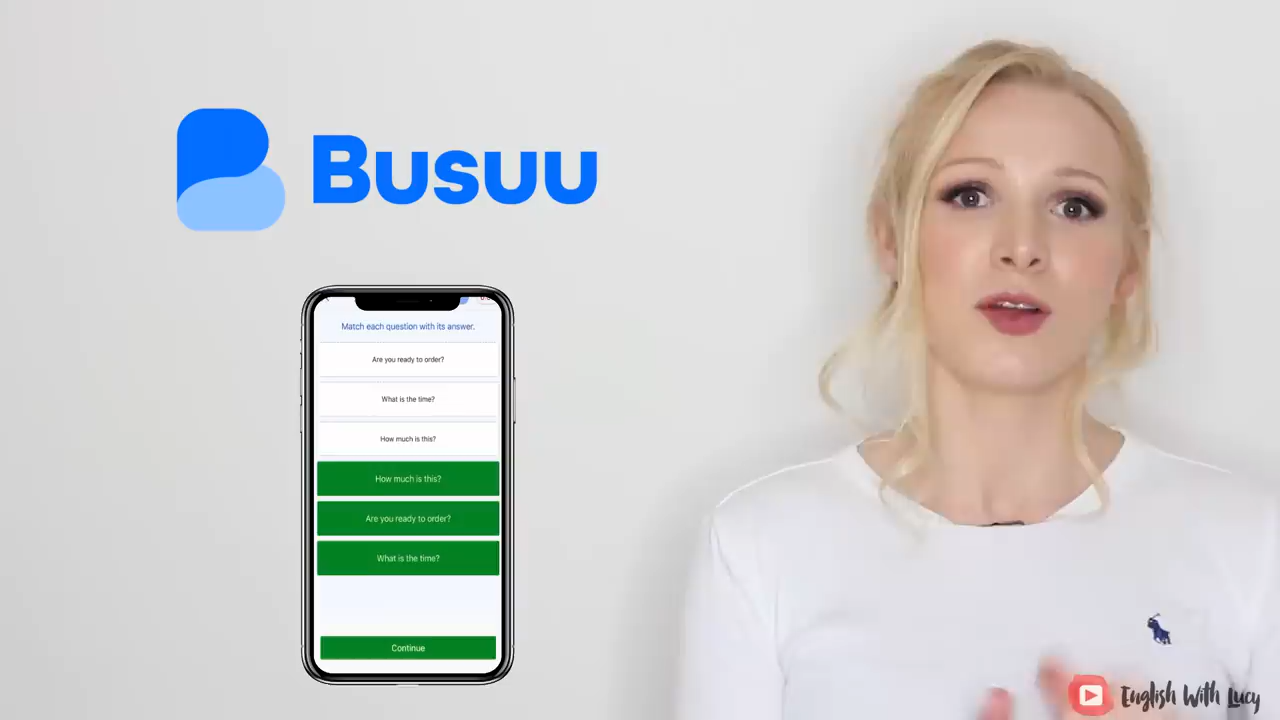 Busuu
Match each question with its answer.
Are you ready to order?
What is the time?
How much is this?
How much is this?
Are you ready to order?
What is the time?
Continue
English With Lucy